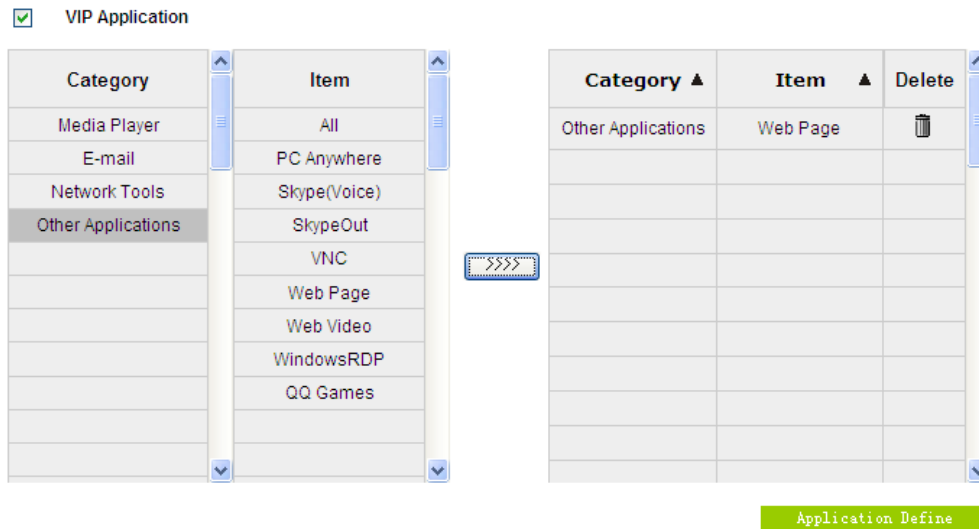 VIP Application
Category Item
Media Player All
E-mail PC Anywhere
Network Tools Skype(Voice)
Other Applications SkypeOut
VNC
Web Page
Web Video
WindowsRDP
QQ Games
>>>>
Category ▲ Item ▲ Delete
Other Applications Web Page
Application Define